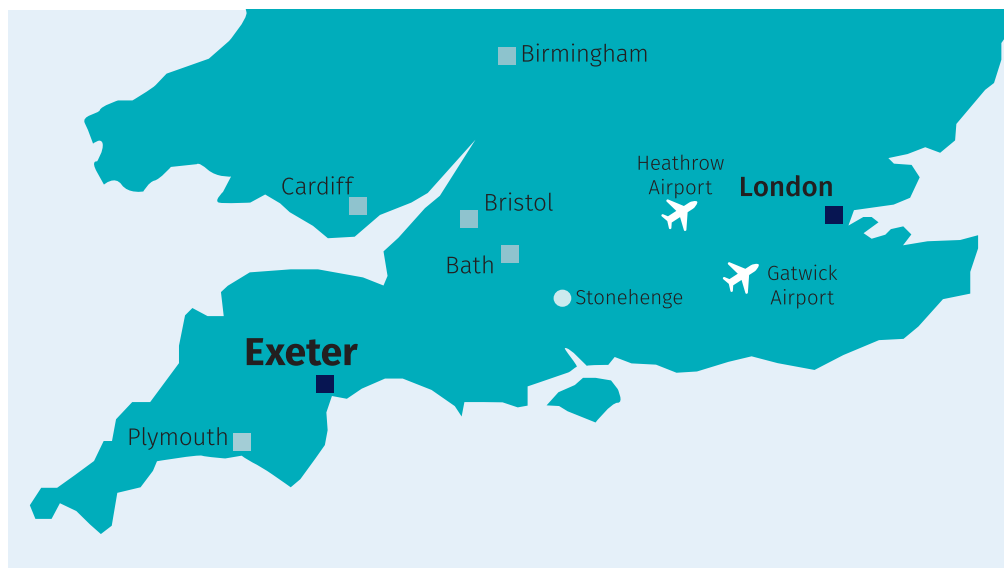 Birmingham
Heathrow
Airport
London
Cardiff
Bristol
Bath
Gatwick
Airport
Stonehenge
Exeter
Plymouth